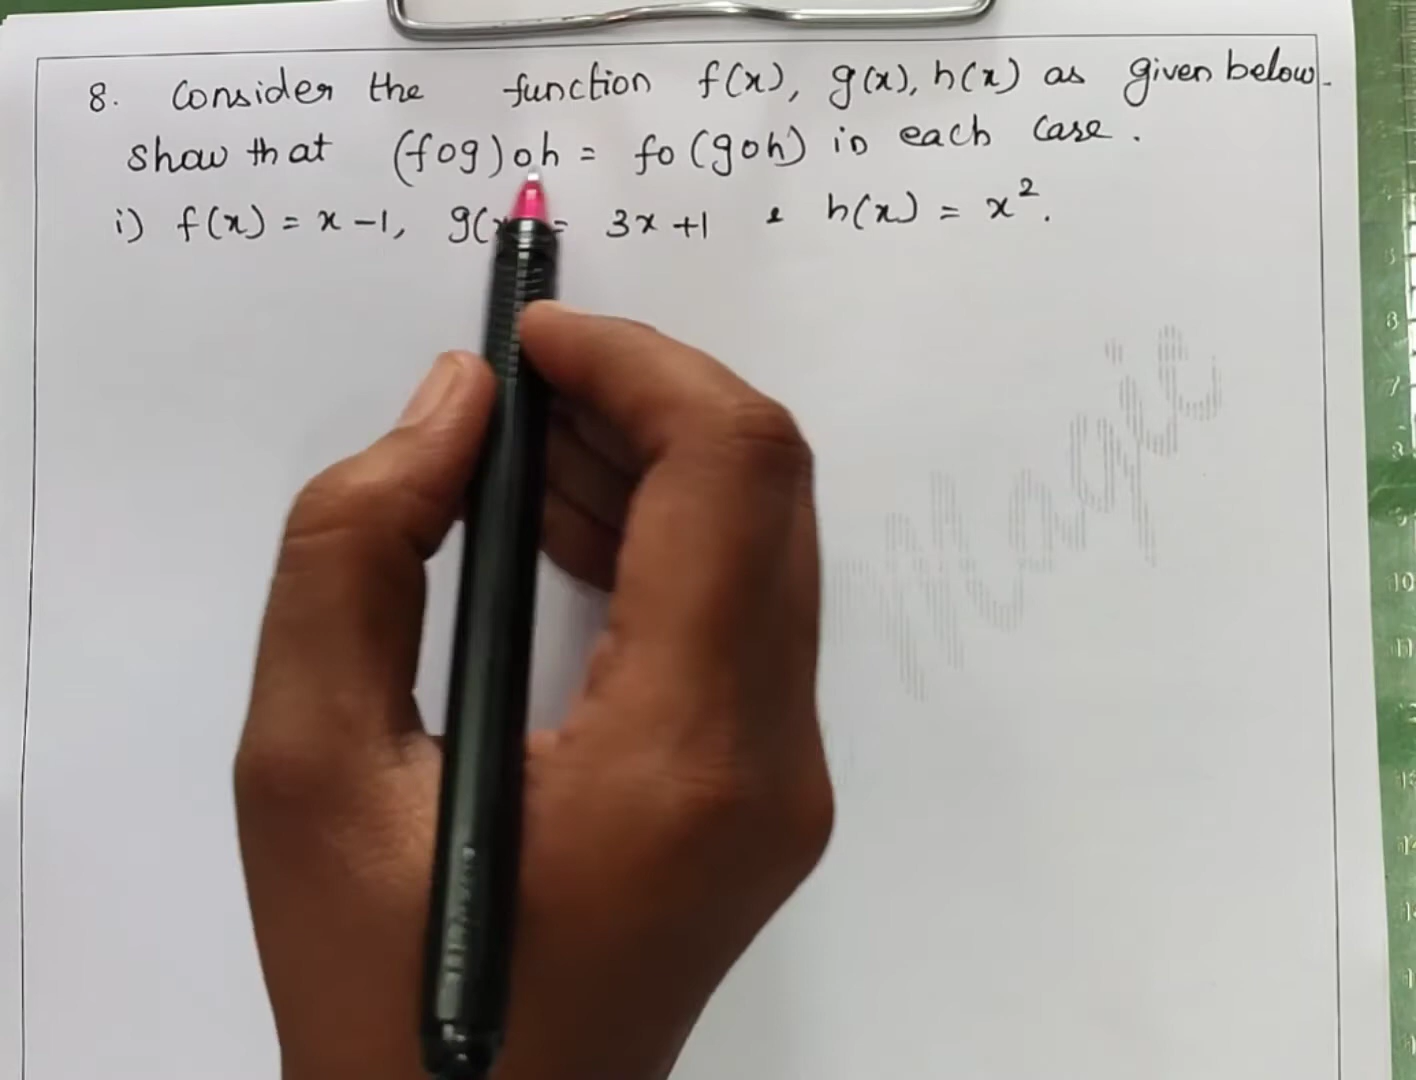 8. Consider the function f(x), g(x), h(x) as given below.
show that (fog)oh = fo(goh) in each case.
i) f(x) = x-1, g(x) = 3x+1 & h(x) = x².
Magic